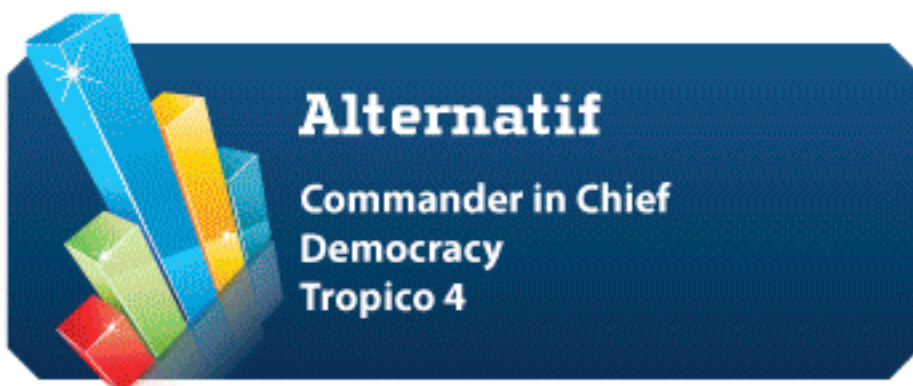 Alternatif
Commander in Chief
Democracy
Tropico 4